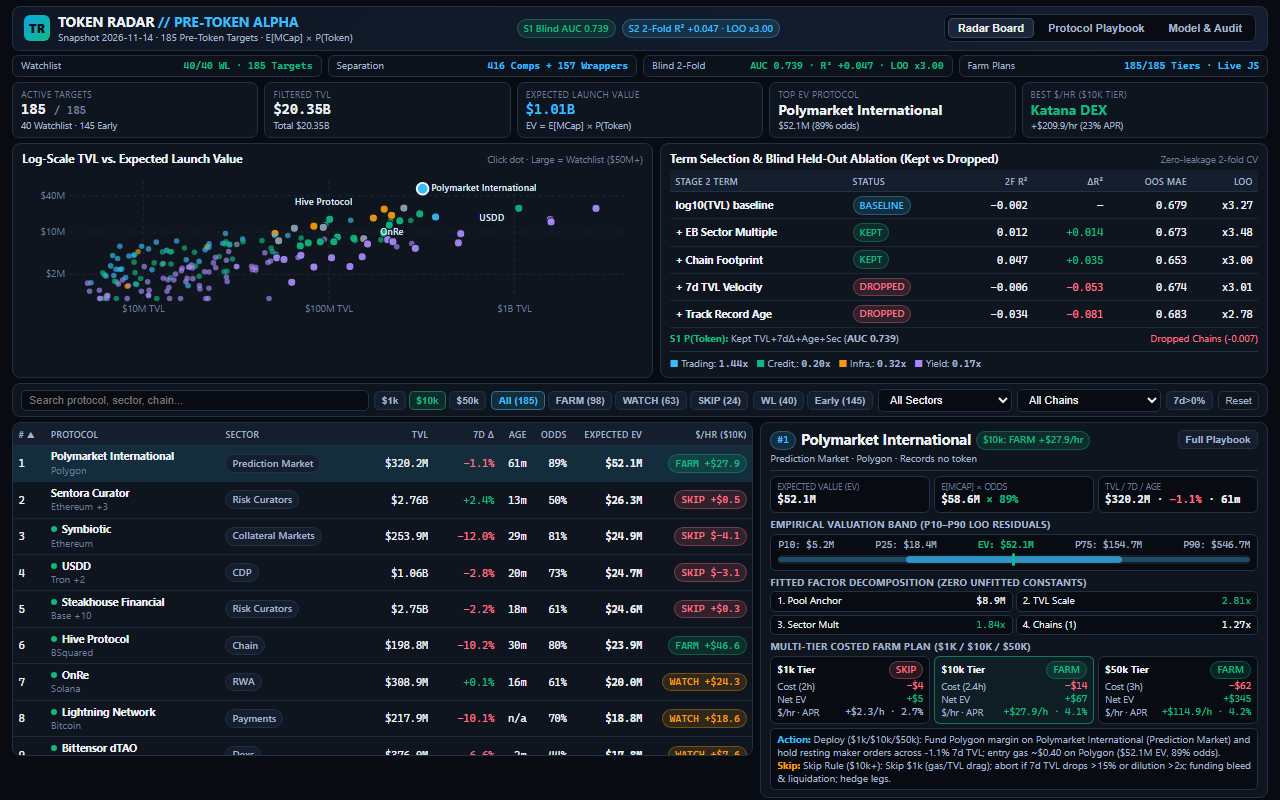 TR
TOKEN RADAR // PRE-TOKEN ALPHA
Snapshot 2026-11-14 · 185 Pre-Token Targets · E[MCap] × P(Token)
S1 Blind AUC 0.739
S2 2-Fold R² +0.047 · LOO x3.00
Radar Board
Protocol Playbook
Model & Audit
Watchlist 40/40 WL · 185 Targets
Separation 416 Comps + 157 Wrappers
Blind 2-Fold AUC 0.739 · R² +0.047 · LOO x3.00
Farm Plans 185/185 Tiers · Live JS
ACTIVE TARGETS
185 / 185
40 Watchlist · 145 Early
FILTERED TVL
$20.35B
Total $20.35B
EXPECTED LAUNCH VALUE
$1.01B
EV = E[MCap] × P(Token)
TOP EV PROTOCOL
Polymarket International
$52.1M (89% odds)
BEST $/HR ($10K TIER)
Katana DEX
+$209.9/hr (23% APR)
Log-Scale TVL vs. Expected Launch Value
Click dot · Large = Watchlist ($50M+)
$40M
$10M
$2M
Polymarket International
Hive Protocol
USDD
OnRe
$10M TVL
$100M TVL
$1B TVL
Term Selection & Blind Held-Out Ablation (Kept vs Dropped)
Zero-leakage 2-fold CV
STAGE 2 TERM STATUS 2F R² ΔR² OOS MAE LOO
log10(TVL) baseline BASELINE −0.002 — 0.679 x3.27
+ EB Sector Multiple KEPT 0.012 +0.014 0.673 x3.48
+ Chain Footprint KEPT 0.047 +0.035 0.653 x3.00
+ 7d TVL Velocity DROPPED −0.006 −0.053 0.674 x3.01
+ Track Record Age DROPPED −0.034 −0.081 0.683 x2.78
S1 P(Token): Kept TVL+7dΔ+Age+Sec (AUC 0.739)
Dropped Chains (-0.007)
Trading: 1.44x Credit,: 0.20x Infra,: 0.32x Yield: 0.17x
Search protocol, sector, chain...
$1k $10k $50k All (185) FARM (98) WATCH (63) SKIP (24) WL (40) Early (145) All Sectors All Chains 7d>0% Reset
# ▲ PROTOCOL SECTOR TVL 7D Δ AGE ODDS EXPECTED EV $/HR ($10K)
1 Polymarket International Prediction Market $320.2M −1.1% 61m 89% $52.1M FARM +$27.9
Polygon
2 Sentora Curator Risk Curators $2.76B +2.4% 13m 50% $26.3M SKIP +$0.5
Ethereum +3
3 Symbiotic Collateral Markets $253.9M −12.0% 29m 81% $24.9M SKIP $−4.1
Ethereum
4 USDD CDP $1.06B −2.8% 20m 73% $24.7M SKIP $−3.1
Tron +2
5 Steakhouse Financial Risk Curators $2.75B −2.2% 18m 61% $24.6M SKIP +$0.3
Base +10
6 Hive Protocol Chain $198.8M −10.2% 30m 80% $23.9M FARM +$46.6
BSquared
7 OnRe RWA $308.9M +0.1% 16m 61% $20.0M WATCH +$24.3
Solana
8 Lightning Network Payments $217.9M −10.1% n/a 70% $18.8M WATCH +$18.6
Bitcoin
Bittensor dTAO
#1 Polymarket International $10k: FARM +$27.9/hr
Full Playbook
Prediction Market · Polygon · Records no token
EXPECTED VALUE (EV)
$52.1M
E[MCAP] × ODDS
$58.6M × 89%
TVL / 7D / AGE
$320.2M · −1.1% · 61m
EMPIRICAL VALUATION BAND (P10–P90 LOO RESIDUALS)
P10: $5.2M P25: $18.4M EV: $52.1M P75: $154.7M P90: $546.7M
FITTED FACTOR DECOMPOSITION (ZERO UNFITTED CONSTANTS)
1. Pool Anchor $8.9M
2. TVL Scale 2.81x
3. Sector Mult 1.84x
4. Chains (1) 1.27x
MULTI-TIER COSTED FARM PLAN ($1K / $10K / $50K)
$1k Tier SKIP
Cost (2h) −$4
Net EV +$5
$/hr · APR +$2.3/h · 2.7%
$10k Tier FARM
Cost (2.4h) −$14
Net EV +$67
$/hr · APR +$27.9/h · 4.1%
$50k Tier FARM
Cost (3h) −$62
Net EV +$345
$/hr · APR +$114.9/h · 4.2%
Action: Deploy ($1k/$10k/$50k): Fund Polygon margin on Polymarket International (Prediction Market) and
hold resting maker orders across -1.1% 7d TVL; entry gas ~$0.40 on Polygon ($52.1M EV, 89% odds).
Skip: Skip Rule ($10k+): Skip $1k (gas/TVL drag); abort if 7d TVL drops >15% or dilution >2x; funding bleed
& liquidation; hedge legs.